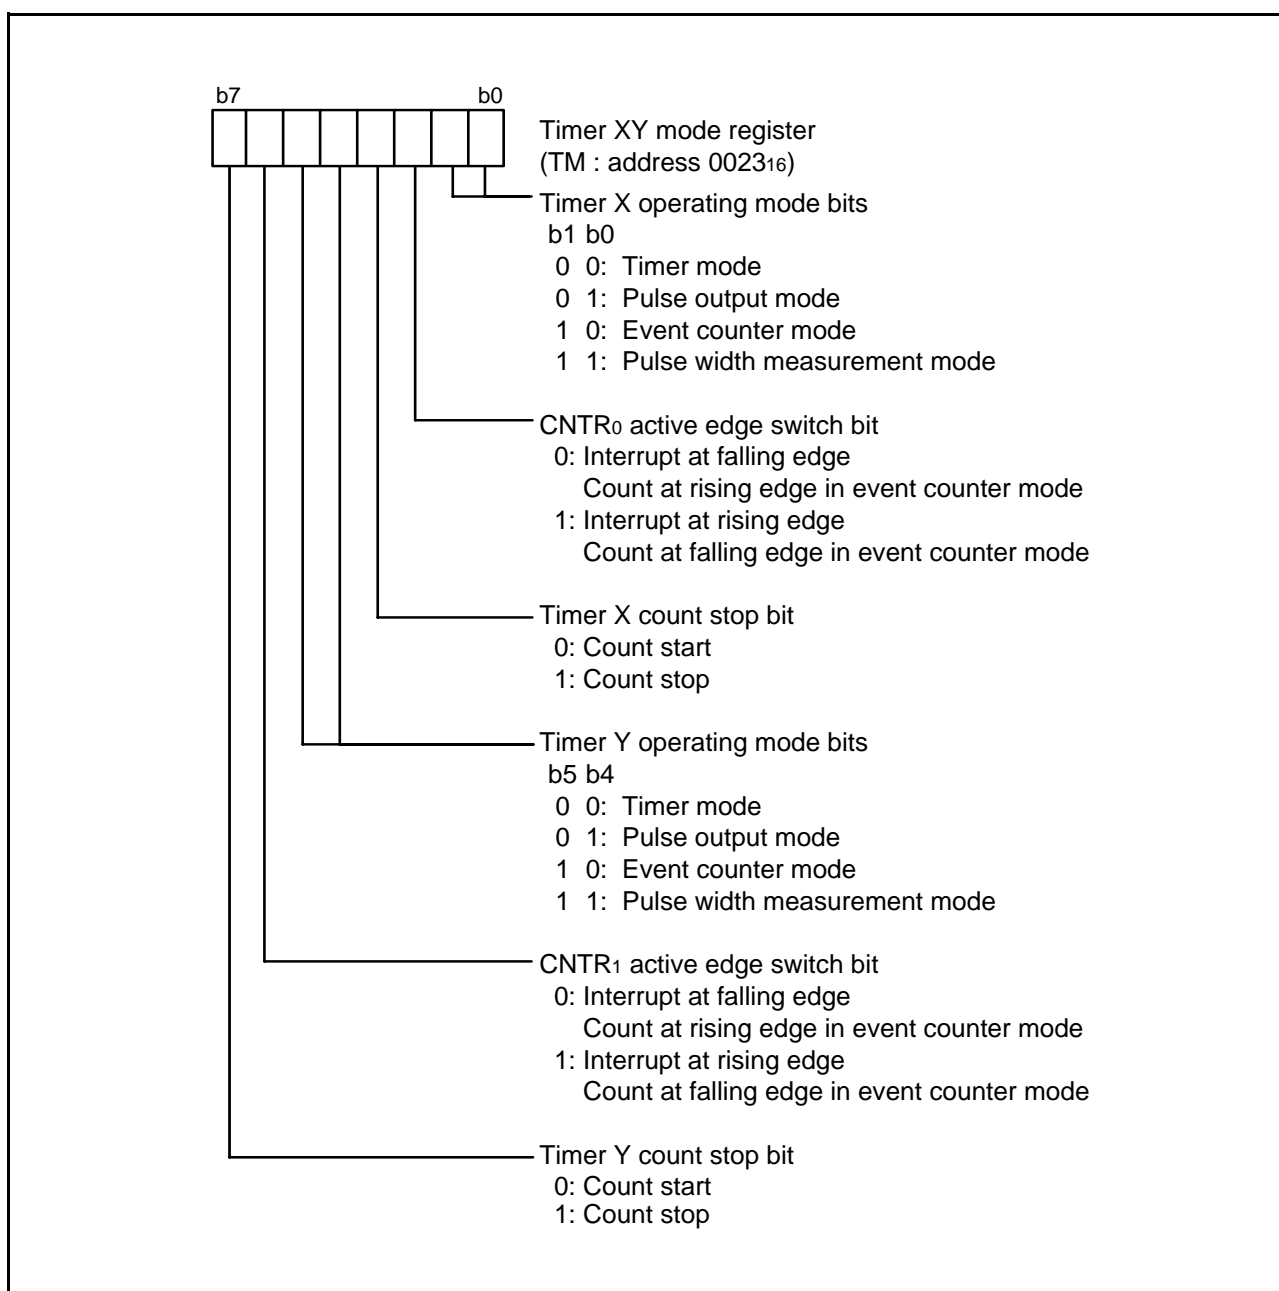 b7 b0
Timer XY mode register
(TM : address 002316)
Timer X operating mode bits
b1 b0
0 0: Timer mode
0 1: Pulse output mode
1 0: Event counter mode
1 1: Pulse width measurement mode
CNTR0 active edge switch bit
0: Interrupt at falling edge
Count at rising edge in event counter mode
1: Interrupt at rising edge
Count at falling edge in event counter mode
Timer X count stop bit
0: Count start
1: Count stop
Timer Y operating mode bits
b5 b4
0 0: Timer mode
0 1: Pulse output mode
1 0: Event counter mode
1 1: Pulse width measurement mode
CNTR1 active edge switch bit
0: Interrupt at falling edge
Count at rising edge in event counter mode
1: Interrupt at rising edge
Count at falling edge in event counter mode
Timer Y count stop bit
0: Count start
1: Count stop